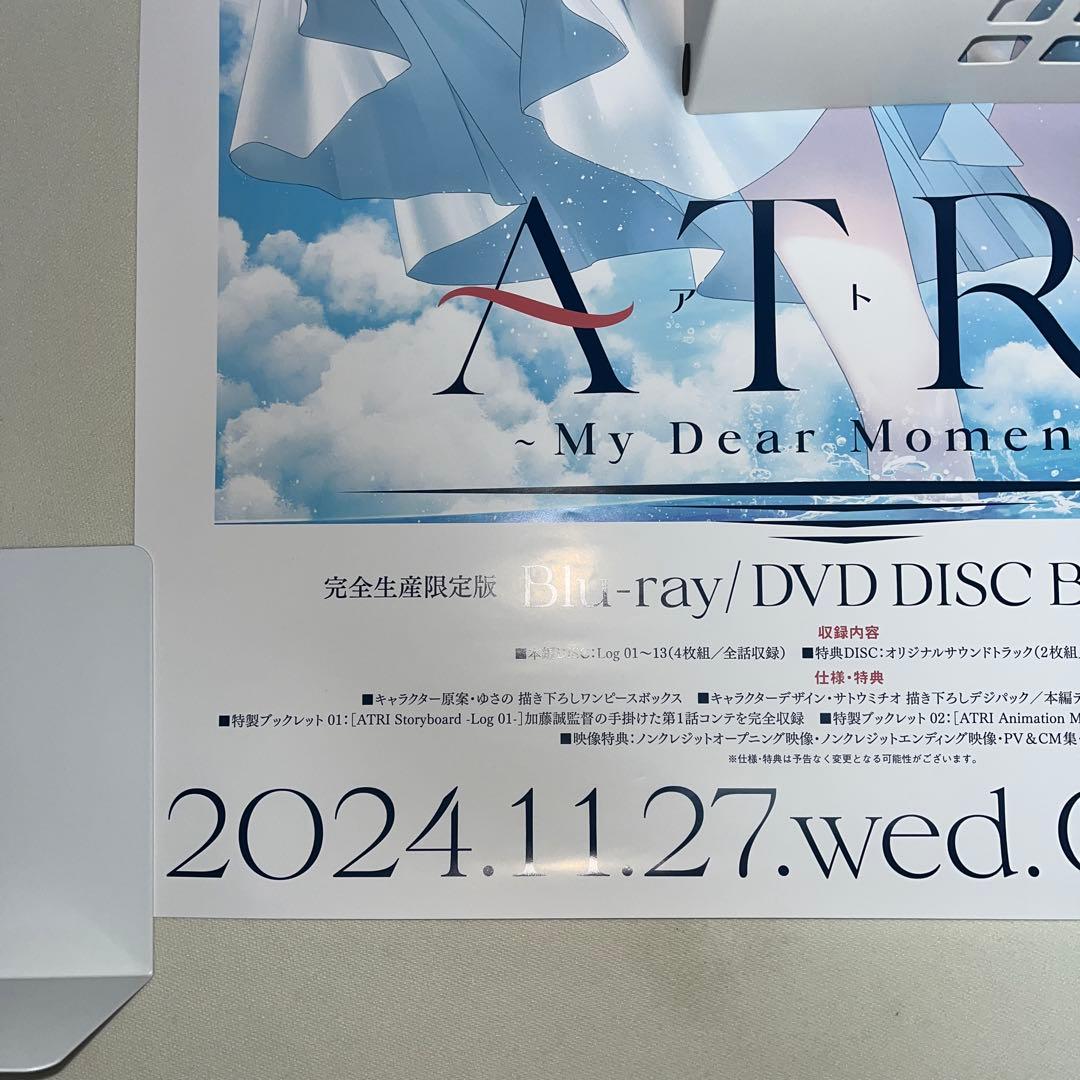 ATR
ア ト
~My Dear Momen
完全生産限定版 Blu-ray/DVD DISC B
収録内容
■本編DISC:Log 01〜13(4枚組／全話収録) ■特典DISC:オリジナルサウンドトラック(2枚組
仕様・特典
■キャラクター原案・ゆさの 描き下ろしワンピースボックス ■キャラクターデザイン・サトウミチオ 描き下ろしデジパック／本編デ
■特製ブックレット 01:[ATRI Storyboard -Log 01-]加藤誠監督の手掛けた第1話コンテを完全収録 ■特製ブックレット 02:[ATRI Animation M
■映像特典:ノンクレジットオープニング映像・ノンクレジットエンディング映像・PV＆CM集
※仕様・特典は予告なく変更となる可能性がございます。
2024.11.27.wed.